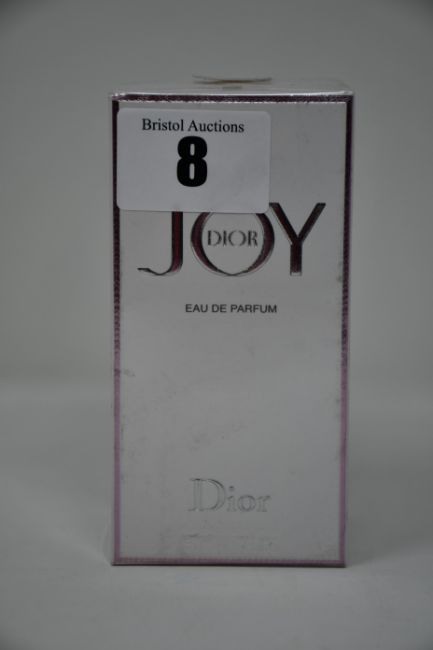 Bristol Auctions
8
JOY
DIOR
EAU DE PARFUM
Dior